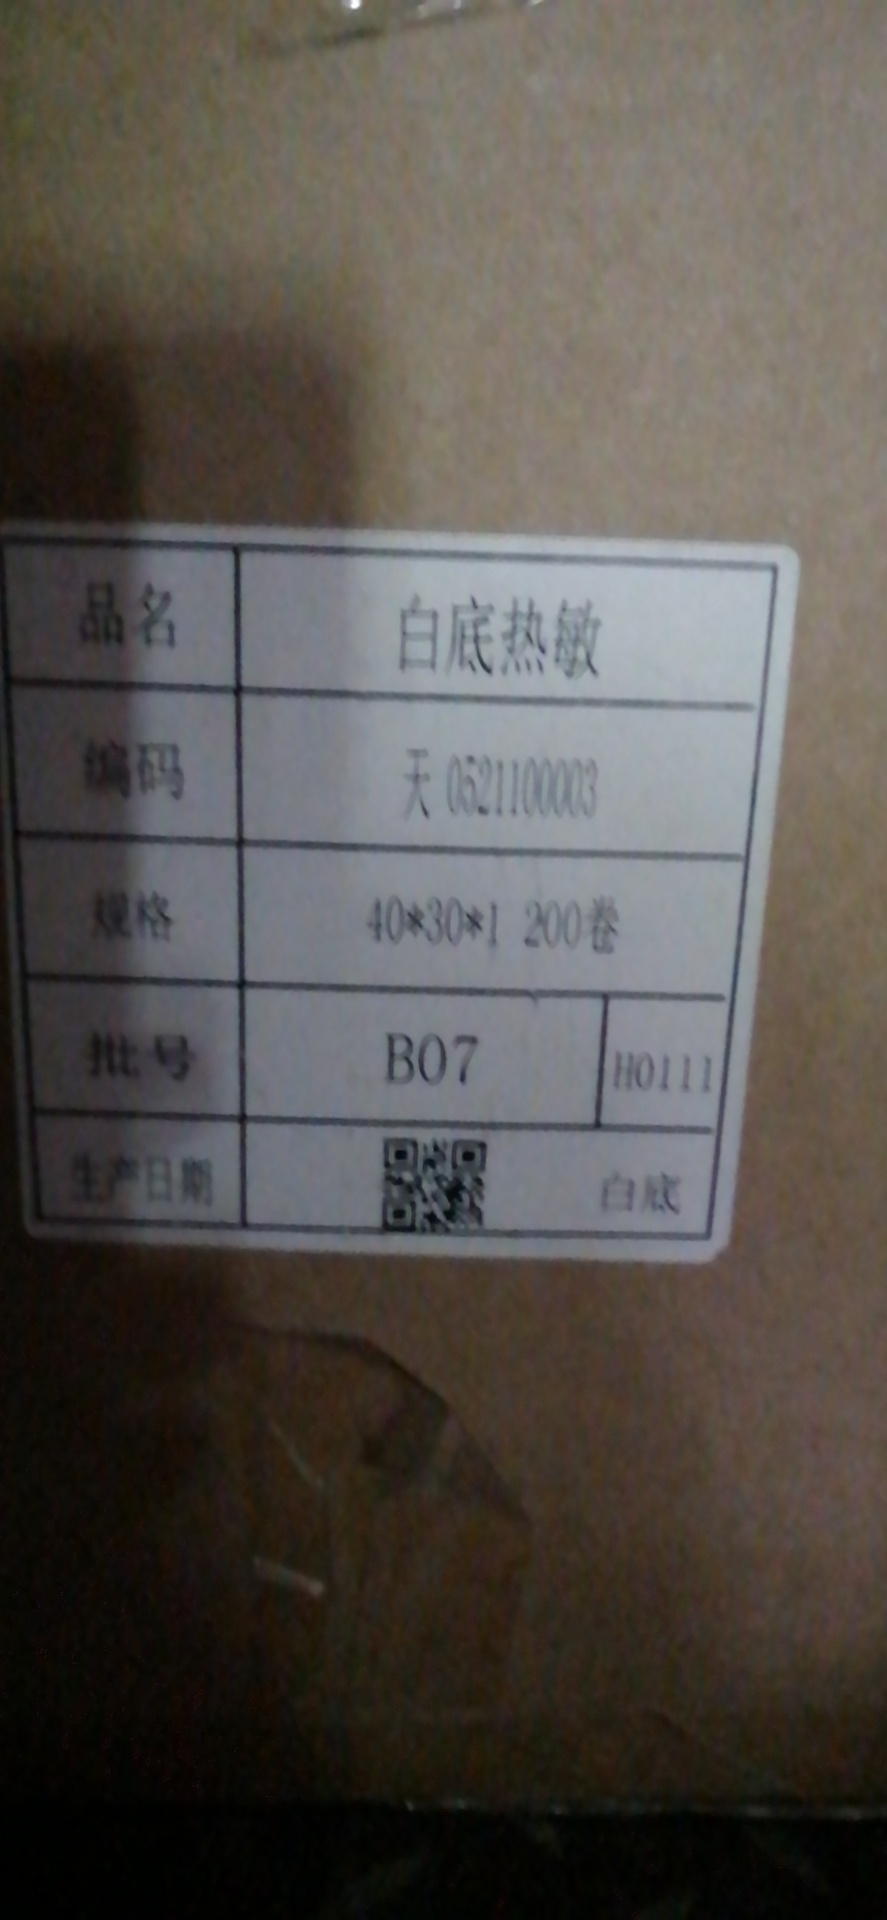 品名 白底热敏
编码 天 0521100003
规格 40*30*1 200卷
批号 B07 H0111
生产日期 白底